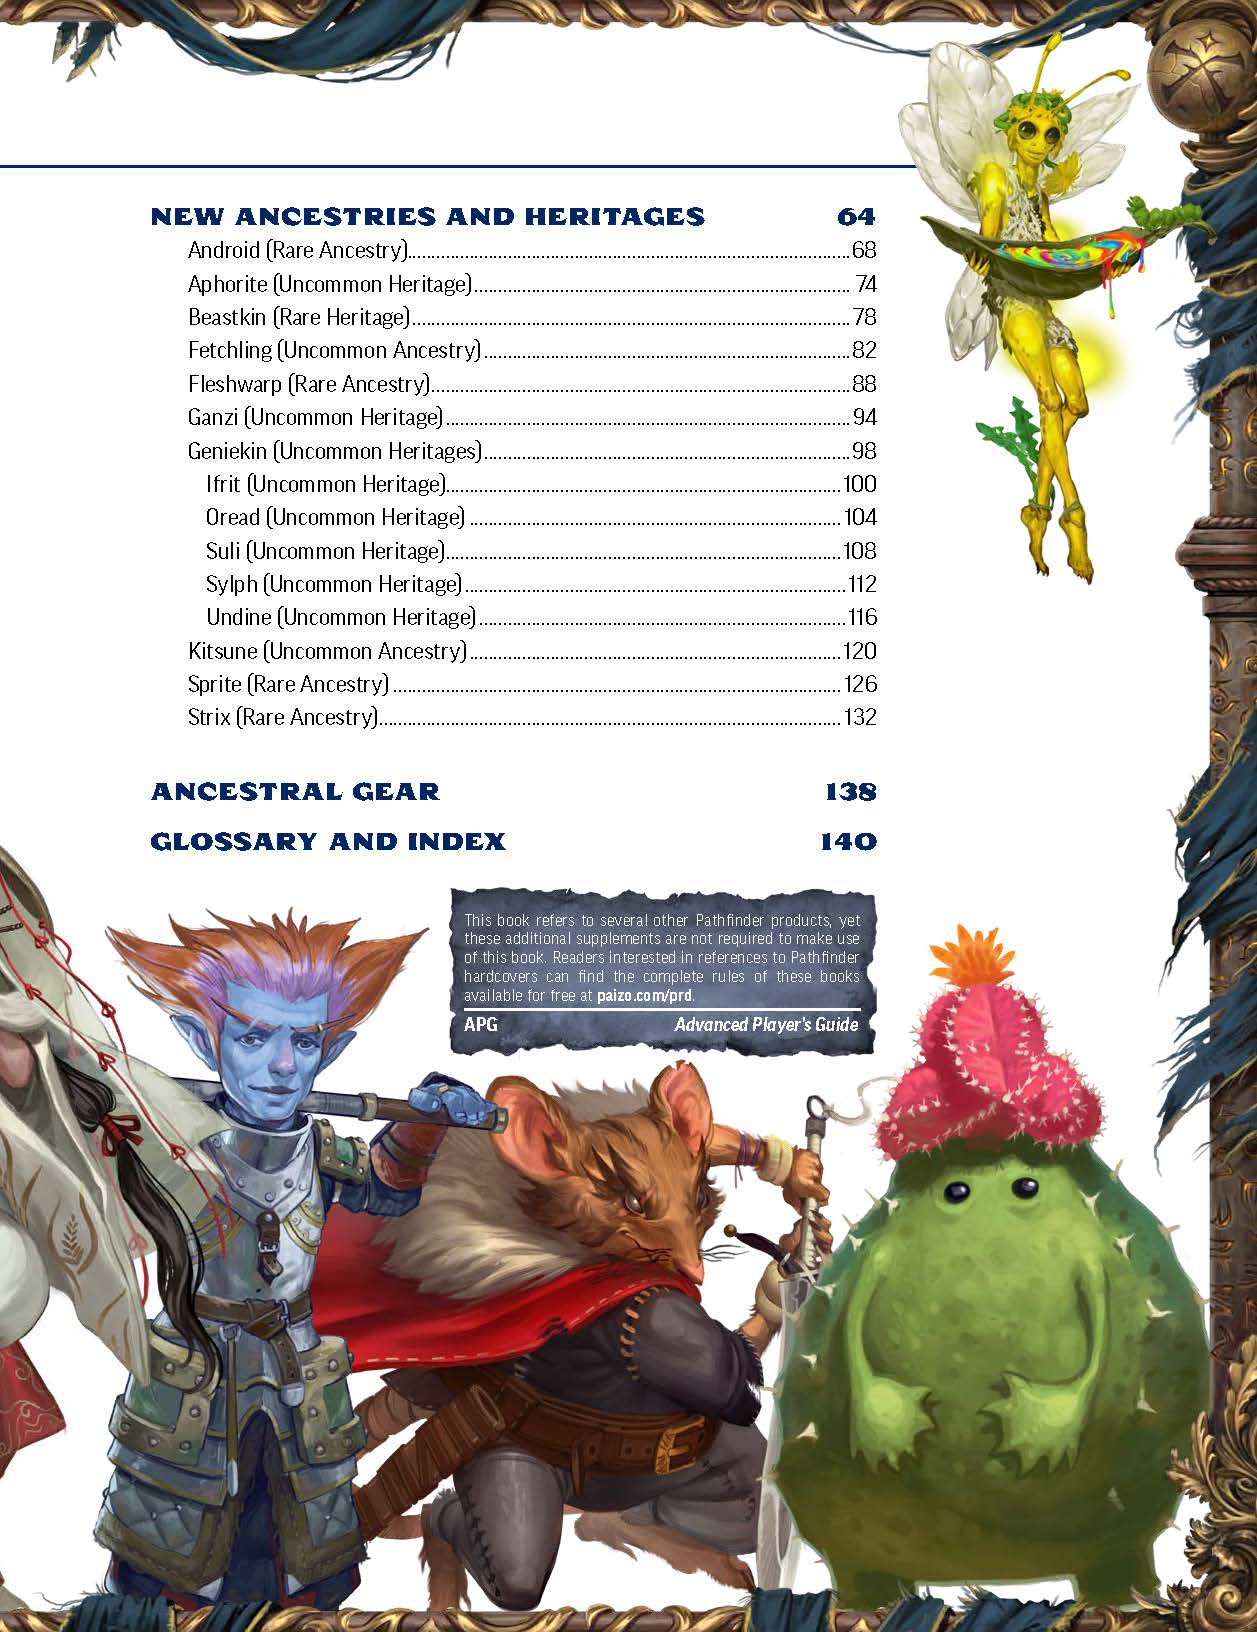 NEW ANCESTRIES AND HERITAGES 64
Android (Rare Ancestry)........................................68
Aphorite (Uncommon Heritage)........................................ 74
Beastkin (Rare Heritage)........................................78
Fetchling (Uncommon Ancestry)........................................82
Fleshwarp (Rare Ancestry)........................................88
Ganzi (Uncommon Heritage)........................................94
Geniekin (Uncommon Heritages)........................................98
Ifrit (Uncommon Heritage)........................................100
Oread (Uncommon Heritage)........................................104
Suli (Uncommon Heritage)........................................108
Sylph (Uncommon Heritage)........................................112
Undine (Uncommon Heritage)........................................116
Kitsune (Uncommon Ancestry)........................................120
Sprite (Rare Ancestry)........................................126
Strix (Rare Ancestry)........................................132
ANCESTRAL GEAR 138
GLOSSARY AND INDEX 140
This book refers to several other Pathfinder products, yet
these additional supplements are not required to make use
of this book. Readers interested in references to Pathfinder
hardcovers can find the complete rules of these books
available for free at paizo.com/prd.
APG Advanced Player's Guide